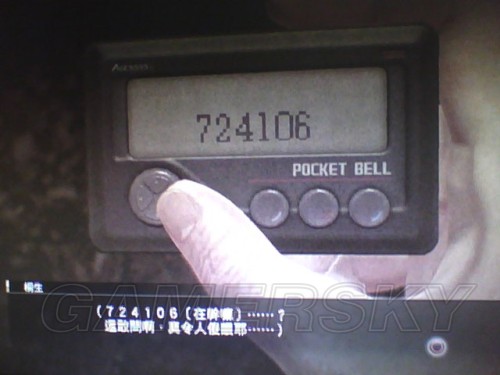 724106
POCKET BELL
桐生
(724106〔在幹嘛〕……?
還敢問啊，真令人傻眼耶……)
GAMERSKY